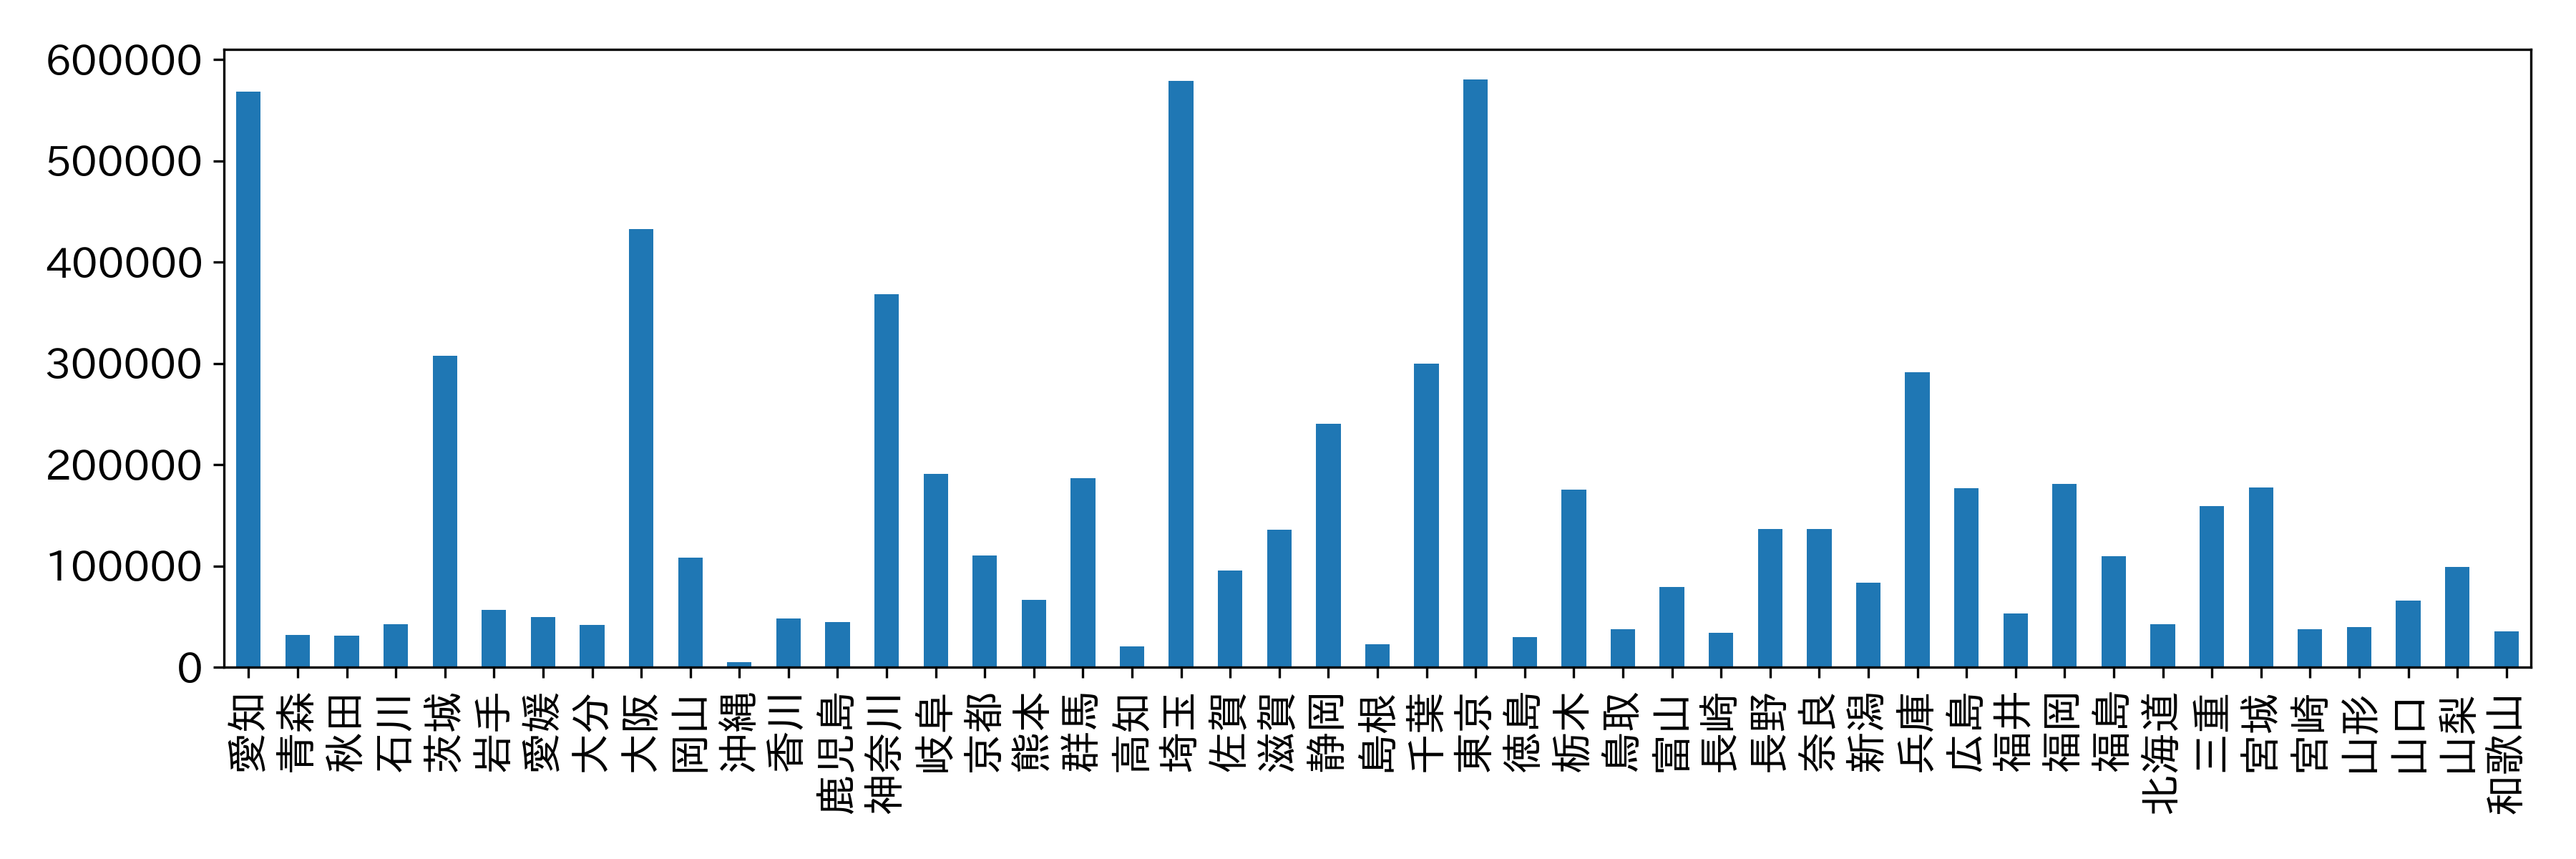 600000
500000
400000
300000
200000
100000
0
愛知
青森
秋田
石川
茨城
岩手
愛媛
大分
大阪
岡山
沖縄
香川
鹿児島
神奈川
岐阜
京都
熊本
群馬
高知
埼玉
佐賀
滋賀
静岡
島根
千葉
東京
徳島
栃木
鳥取
富山
長崎
長野
奈良
新潟
兵庫
広島
福井
福岡
福島
北海道
三重
宮城
宮崎
山形
山口
山梨
和歌山